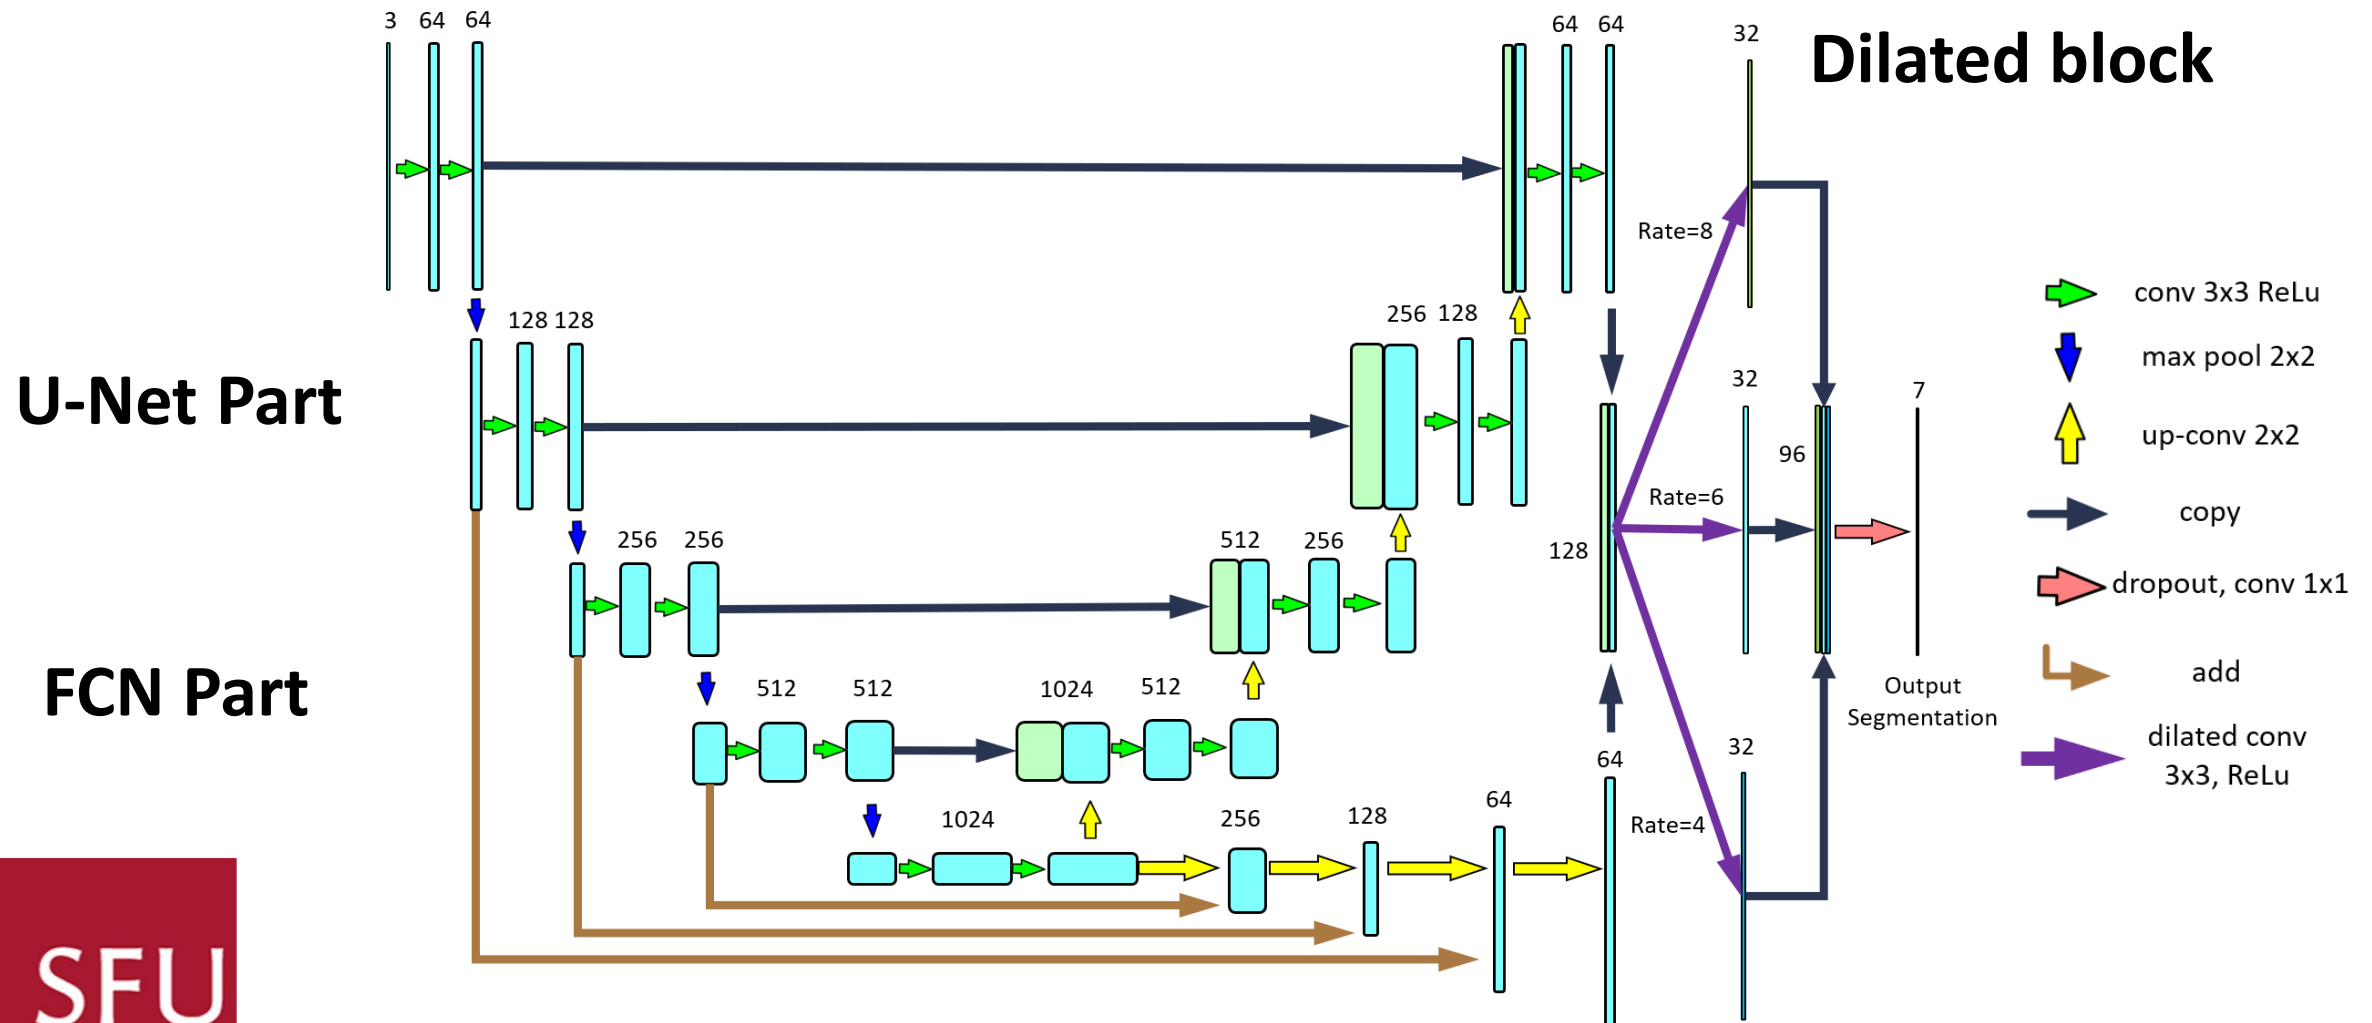 3 64 64
64 64
32
Dilated block
Rate=8
conv 3x3 ReLu
128 128
256 128
max pool 2x2
U-Net Part
32
7
up-conv 2x2
96
Rate=6
copy
256 256
512 256
128
dropout, conv 1x1
FCN Part
512 512
1024 512
Output
Segmentation
add
dilated conv
3x3, ReLu
32
64
1024
256
128
64
Rate=4
SFU